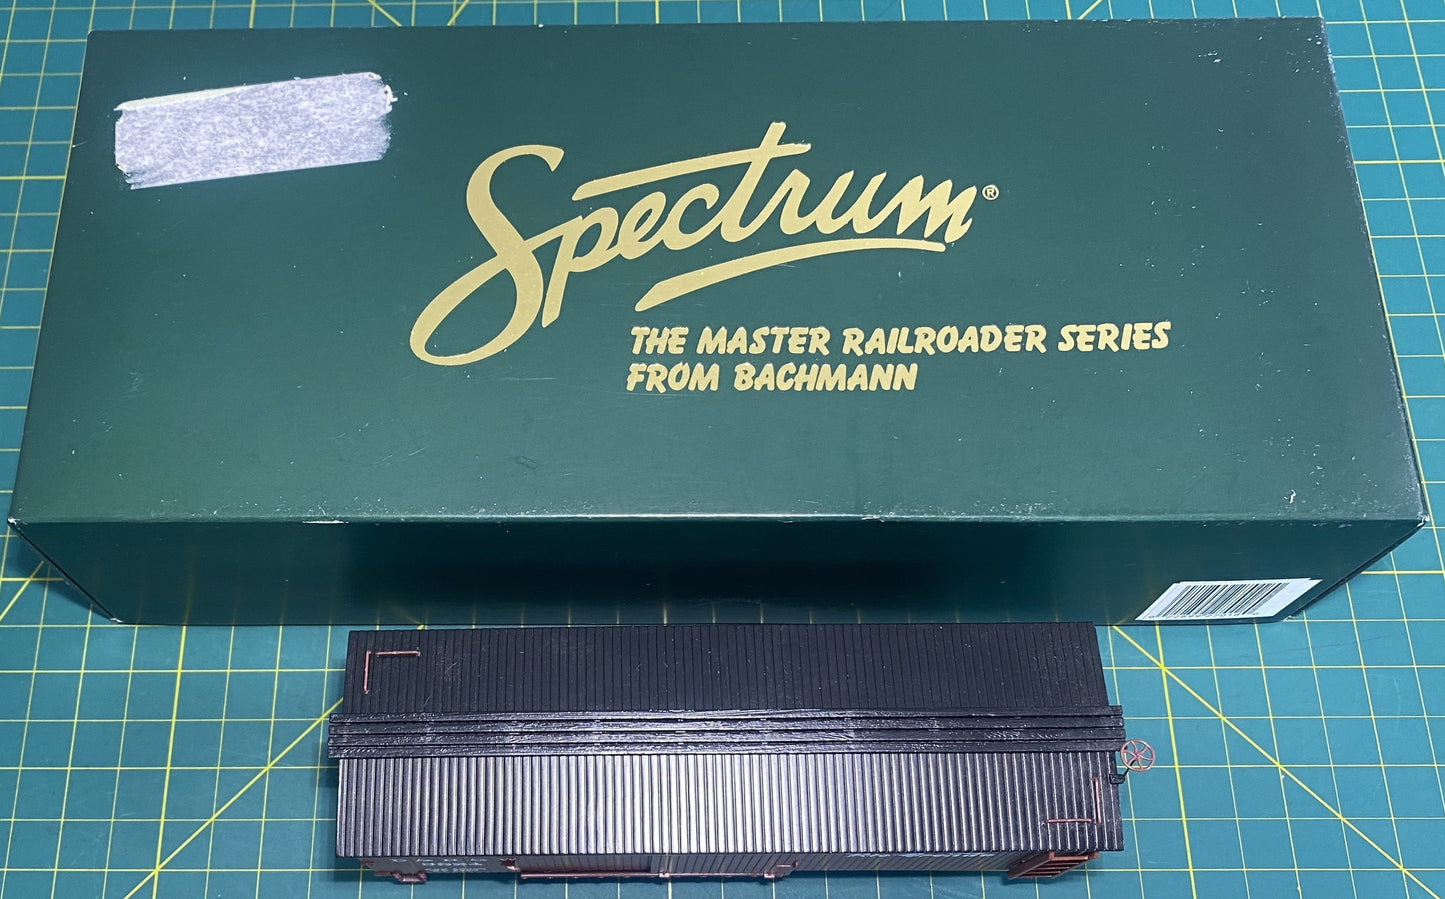 Spectrum®
THE MASTER RAILROADER SERIES
FROM BACHMANN